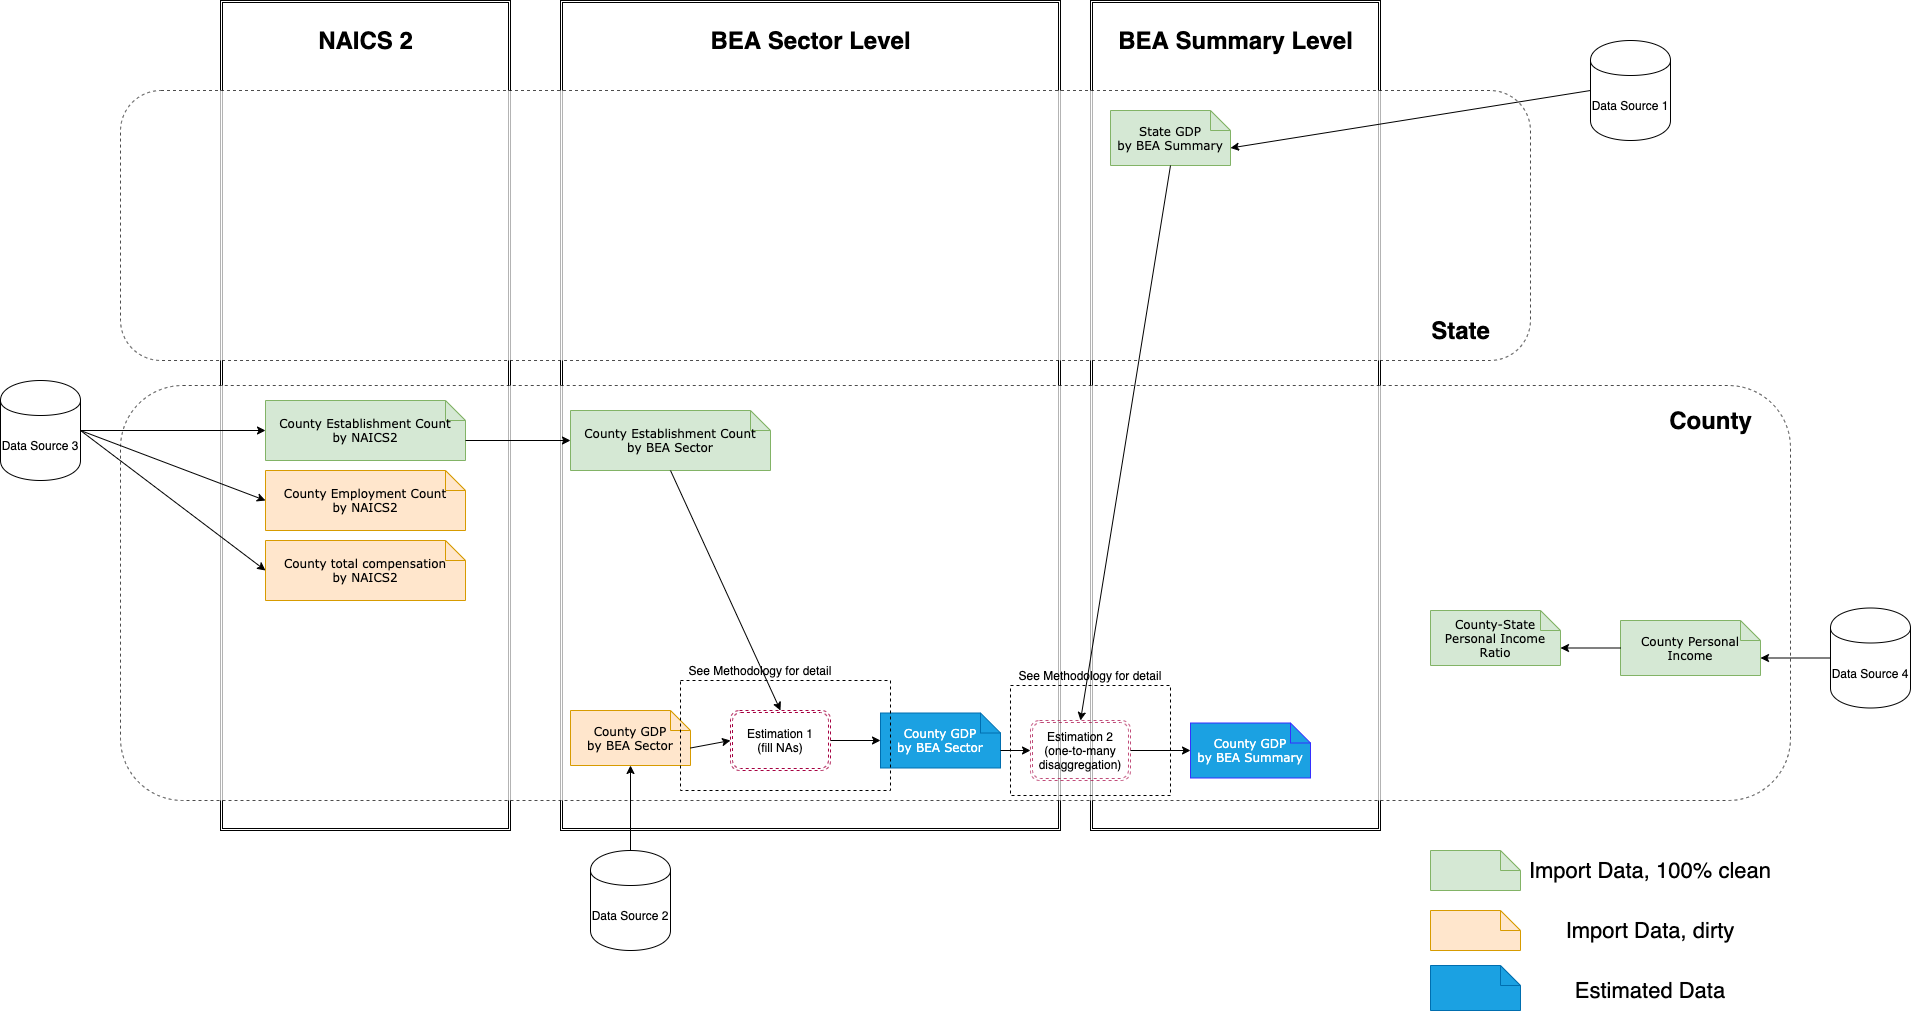 NAICS 2
BEA Sector Level
BEA Summary Level
Data Source 1
State GDP
by BEA Summary
State
Data Source 3
County Establishment Count
by NAICS2
County Establishment Count
by BEA Sector
County
County Employment Count
by NAICS2
County total compensation
by NAICS2
County-State
Personal Income
Ratio
County Personal
Income
Data Source 4
See Methodology for detail
See Methodology for detail
County GDP
by BEA Sector
Estimation 1
(fill NAs)
County GDP
by BEA Sector
Estimation 2
(one-to-many
disaggregation)
County GDP
by BEA Summary
Data Source 2
Import Data, 100% clean
Import Data, dirty
Estimated Data